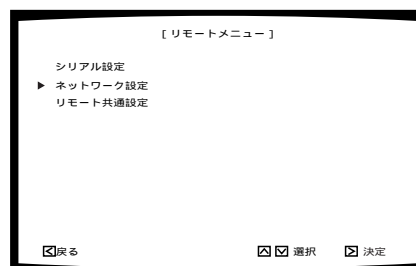 [ リモートメニュー ]
シリアル設定
▶ ネットワーク設定
リモート共通設定
戻る 選択 決定